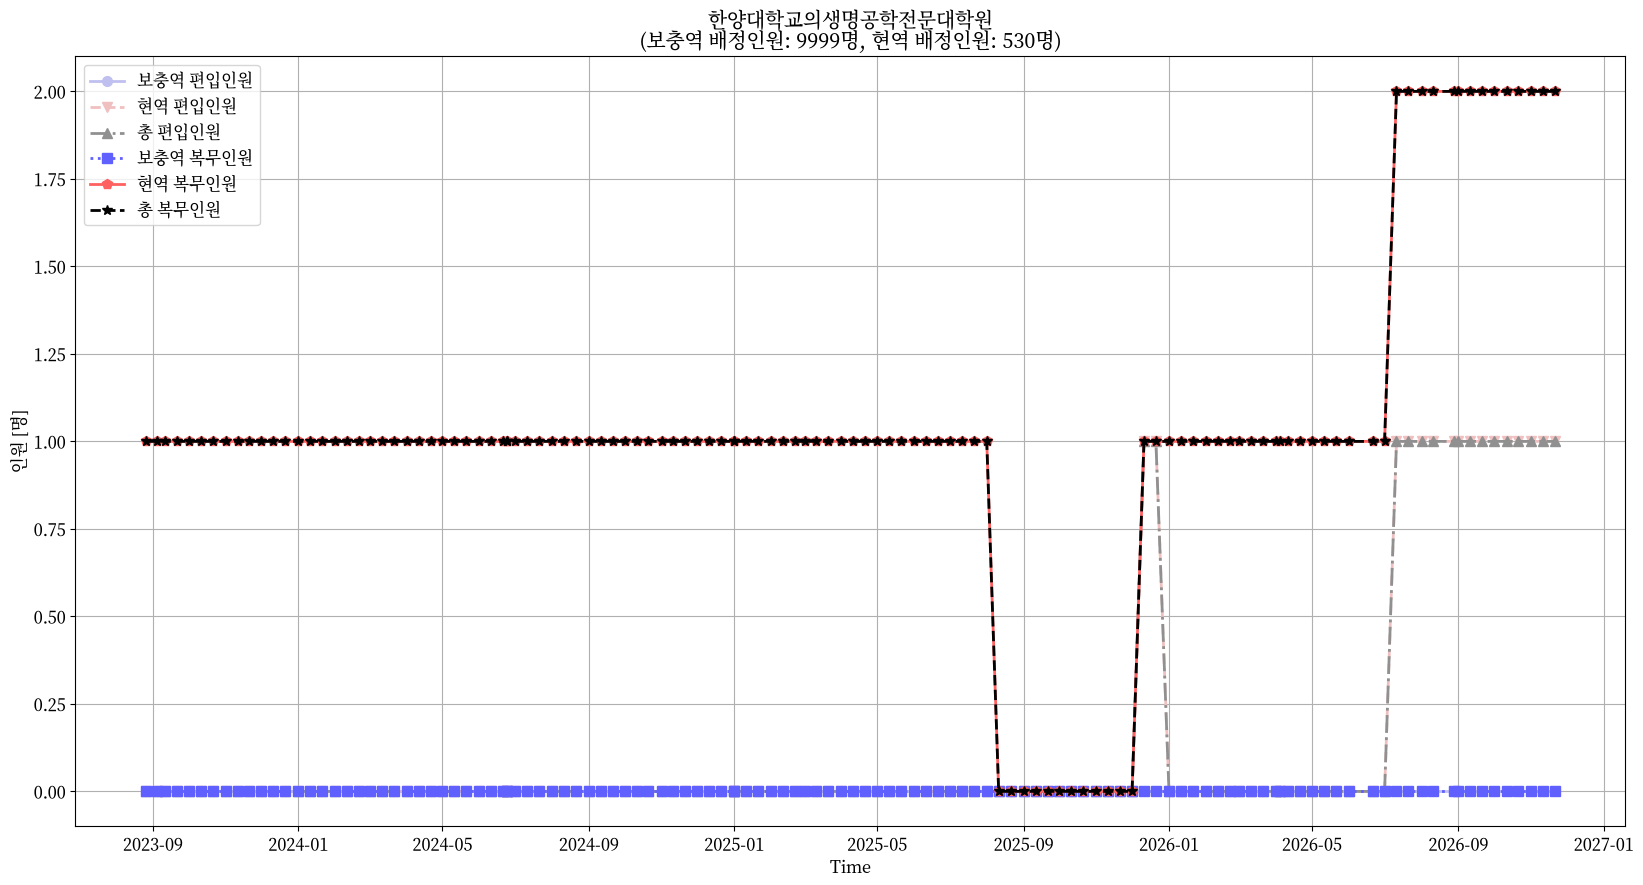 한양대학교의생명공학전문대학원
(보충역 배정인원: 9999명, 현역 배정인원: 530명)
보충역 편입인원
현역 편입인원
총 편입인원
보충역 복무인원
현역 복무인원
총 복무인원
2.00
1.75
1.50
1.25
1.00
0.75
0.50
0.25
0.00
인원 [명]
2023-09 2024-01 2024-05 2024-09 2025-01 2025-05 2025-09 2026-01 2026-05 2026-09 2027-01
Time